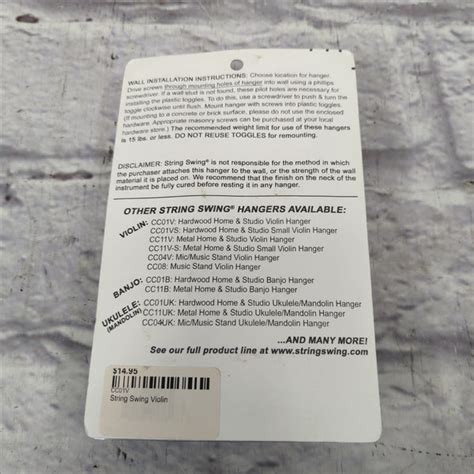 WALL INSTALLATION INSTRUCTIONS: Choose location for hanger.
Drive screws through mounting holes of hanger into wall using a phillips
screwdriver. If a wall stud is not found, these pilot holes are necessary for
installing the plastic toggles. To do this, use a screwdriver to push & turn the
toggle clockwise until flush. Mount hanger with screws into plastic toggles.
(If mounting to a concrete or brick surface, please do not use the enclosed
hardware. Appropriate masonry screws can be purchased at your local
hardware store.) The recommended weight limit for use of these hangers
is 15 lbs. or less. DO NOT REUSE TOGGLES for remounting.
DISCLAIMER: String Swing® is not responsible for the method in which
the purchaser attaches this hanger to the wall, or the strength of the wall
material it is placed on. We recommend that the finish on the neck of the
instrument be fully cured before resting it in any hanger.
OTHER STRING SWING® HANGERS AVAILABLE:
VIOLIN:
CC01V: Hardwood Home & Studio Violin Hanger
CC01VS: Hardwood Home & Studio Small Violin Hanger
CC11V: Metal Home & Studio Violin Hanger
CC11V-S: Metal Home & Studio Small Violin Hanger
CC04V: Mic/Music Stand Violin Hanger
CC08: Music Stand Violin Hanger
BANJO:
CC01B: Hardwood Home & Studio Banjo Hanger
CC11B: Metal Home & Studio Banjo Hanger
UKULELE:
(MANDOLIN)
CC01UK: Hardwood Home & Studio Ukulele/Mandolin Hanger
CC11UK: Metal Home & Studio Ukulele/Mandolin Hanger
CC04UK: Mic/Music Stand Ukulele/Mandolin Hanger
...AND MANY MORE!
See our full product line at www.stringswing.com
$14.95
CC01V
String Swing Violin